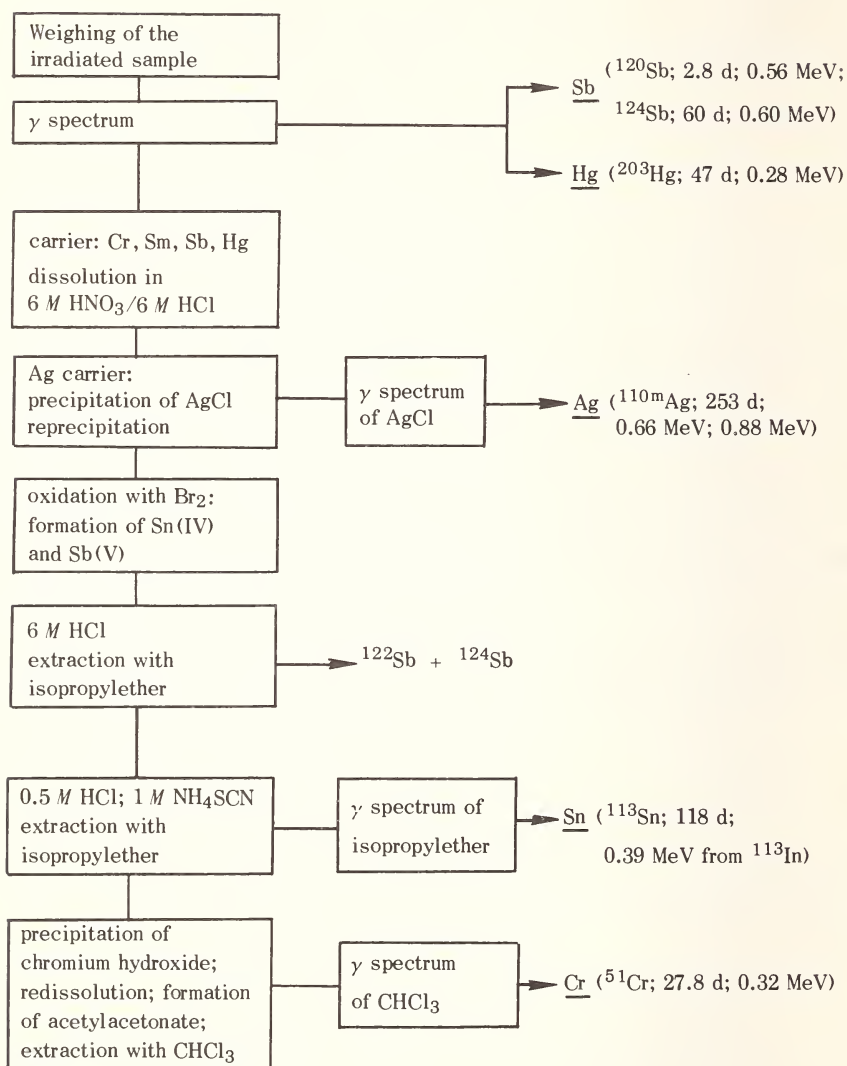 Weighing of the
irradiated sample
γ spectrum
Sb (¹²⁰Sb; 2.8 d; 0.56 MeV;
¹²⁴Sb; 60 d; 0.60 MeV)
Hg (²⁰³Hg; 47 d; 0.28 MeV)
carrier: Cr, Sm, Sb, Hg
dissolution in
6 M HNO₃/6 M HCl
Ag carrier:
precipitation of AgCl
reprecipitation
γ spectrum
of AgCl
Ag (¹¹⁰ᵐAg; 253 d;
0.66 MeV; 0.88 MeV)
oxidation with Br₂:
formation of Sn(IV)
and Sb(V)
6 M HCl
extraction with
isopropylether
¹²²Sb + ¹²⁴Sb
0.5 M HCl; 1 M NH₄SCN
extraction with
isopropylether
γ spectrum of
isopropylether
Sn (¹¹³Sn; 118 d;
0.39 MeV from ¹¹³In)
precipitation of
chromium hydroxide;
redissolution; formation
of acetylacetonate;
extraction with CHCl₃
γ spectrum
of CHCl₃
Cr (⁵¹Cr; 27.8 d; 0.32 MeV)